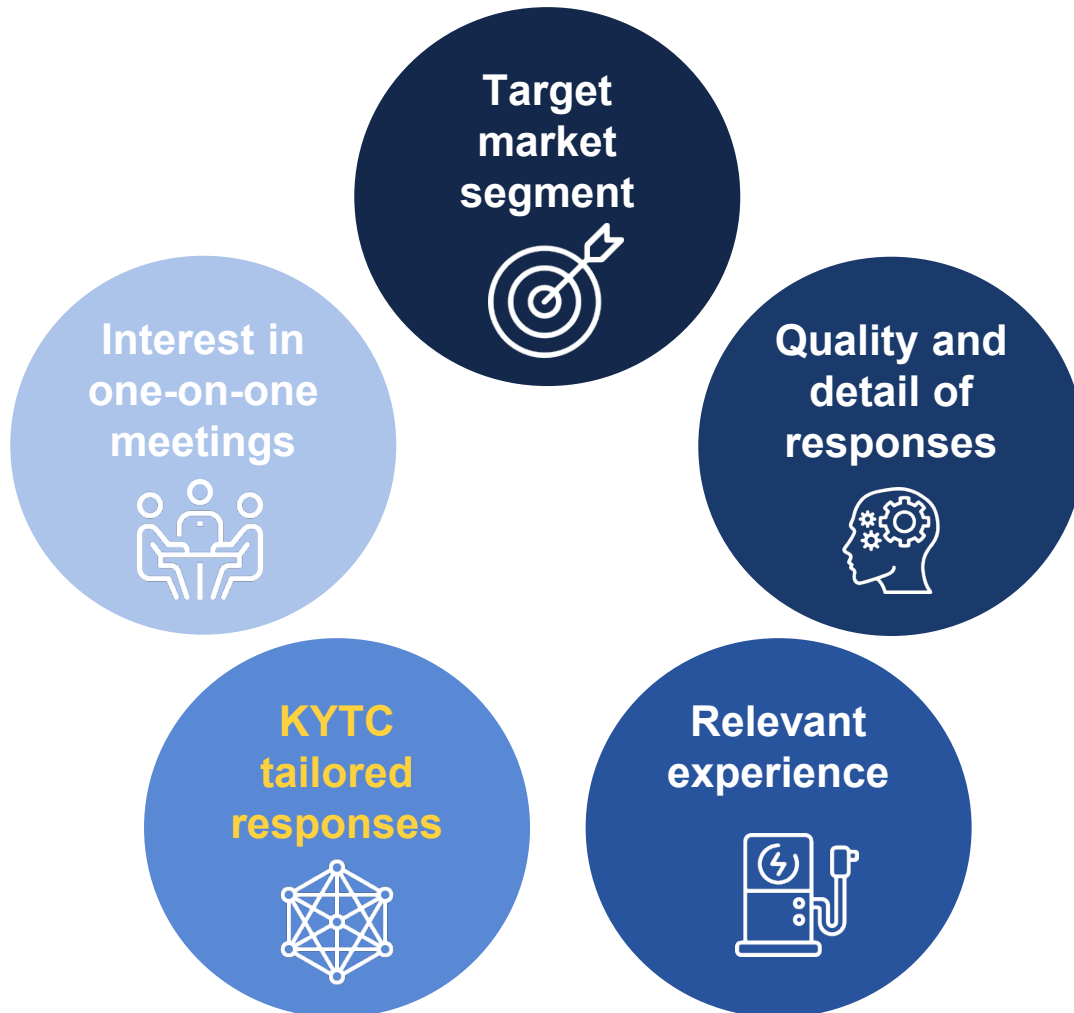 Target
market
segment
Quality and
detail of
responses
Relevant
experience
KYTC
tailored
responses
Interest in
one-on-one
meetings